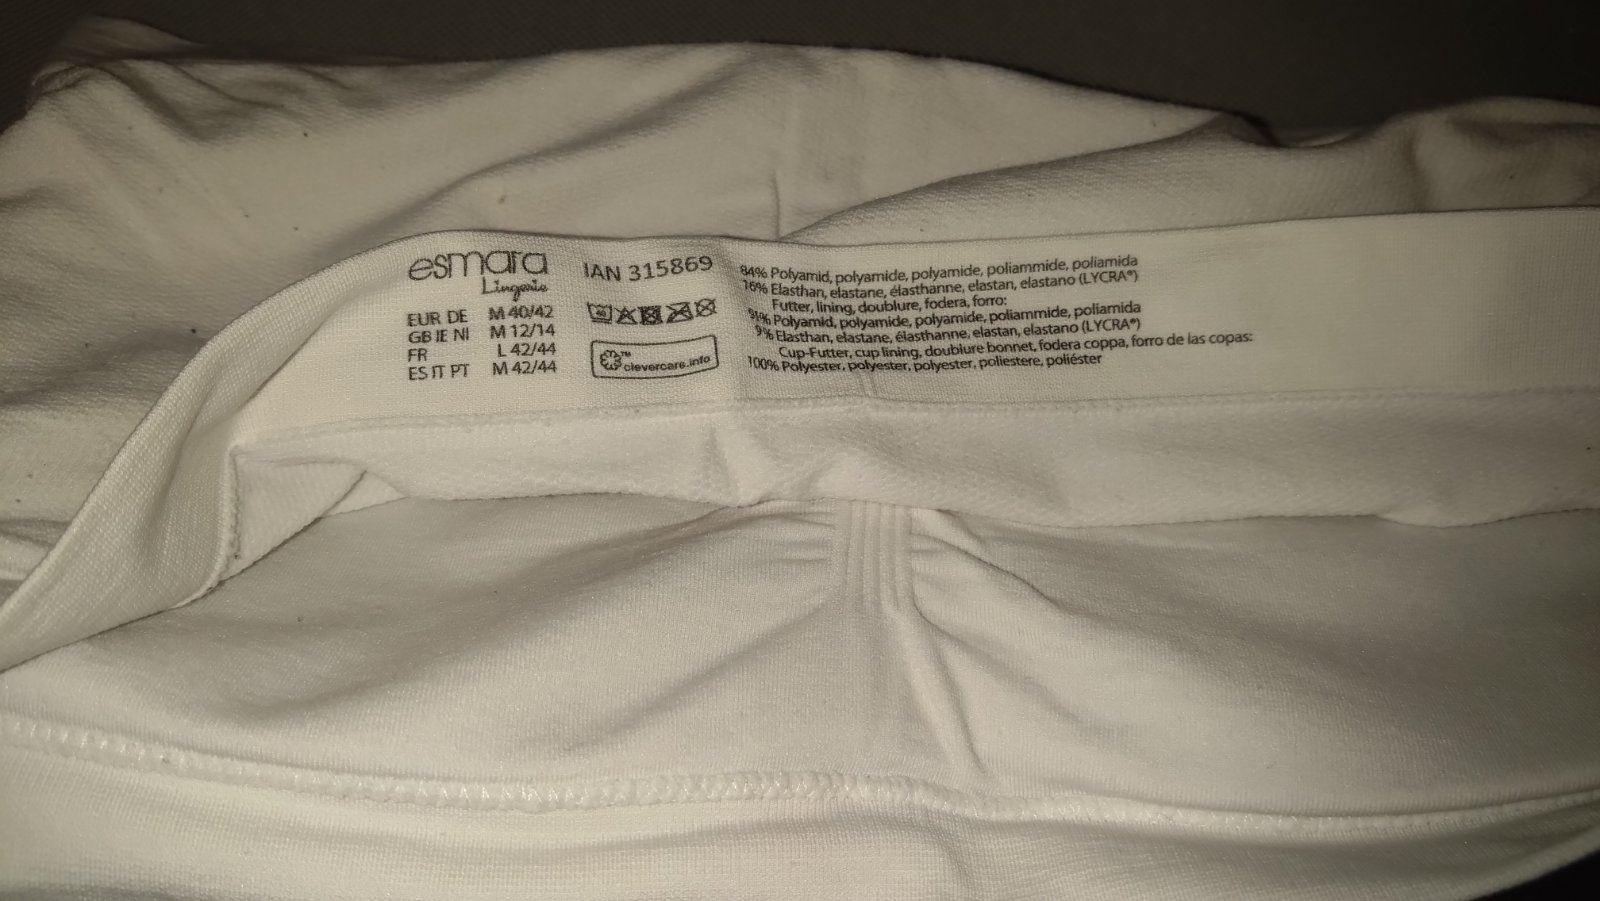 esmara
Lingerie
EUR DE M 40/42
GB IE NI M 12/14
FR L 42/44
ES IT PT M 42/44
IAN 315869
clevercare.info
84% Polyamid, polyamide, polyamide, poliammide, poliamida
16% Elasthan, elastane, élasthanne, elastan, elastano (LYCRA®)
Futter, lining, doublure, fodera, forro:
91% Polyamid, polyamide, polyamide, poliammide, poliamida
9% Elasthan, elastane, élasthanne, elastan, elastano (LYCRA®)
Cup-Futter, cup lining, doublure bonnet, fodera coppa, forro de las copas:
100% Polyester, polyester, polyester, poliestere, poliéster